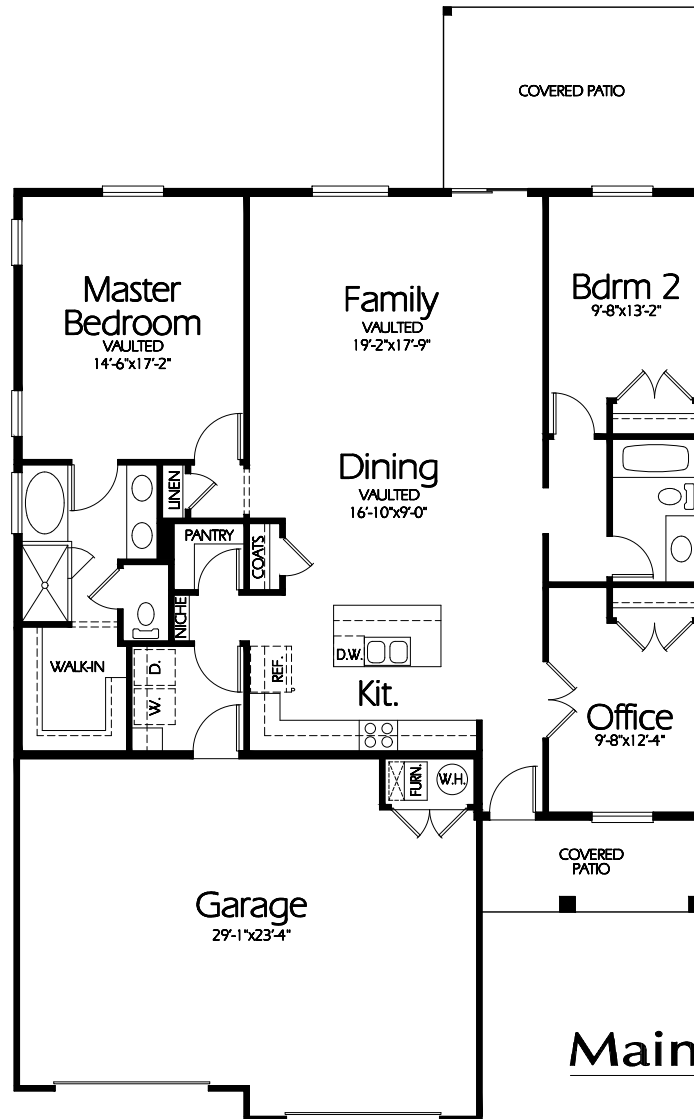 COVERED PATIO
Master
Bedroom
VAULTED
14'-6"x17'-2"
Family
VAULTED
19'-2"x17'-9"
Bdrm 2
9'-8"x13'-2"
Dining
VAULTED
16'-10"x9'-0"
LINEN
PANTRY
COATS
NICHE
WALK-IN
D.
W.
REF.
D.W.
Kit.
Office
9'-8"x12'-4"
FURN.
W.H.
COVERED
PATIO
Garage
29'-1"x23'-4"
Main